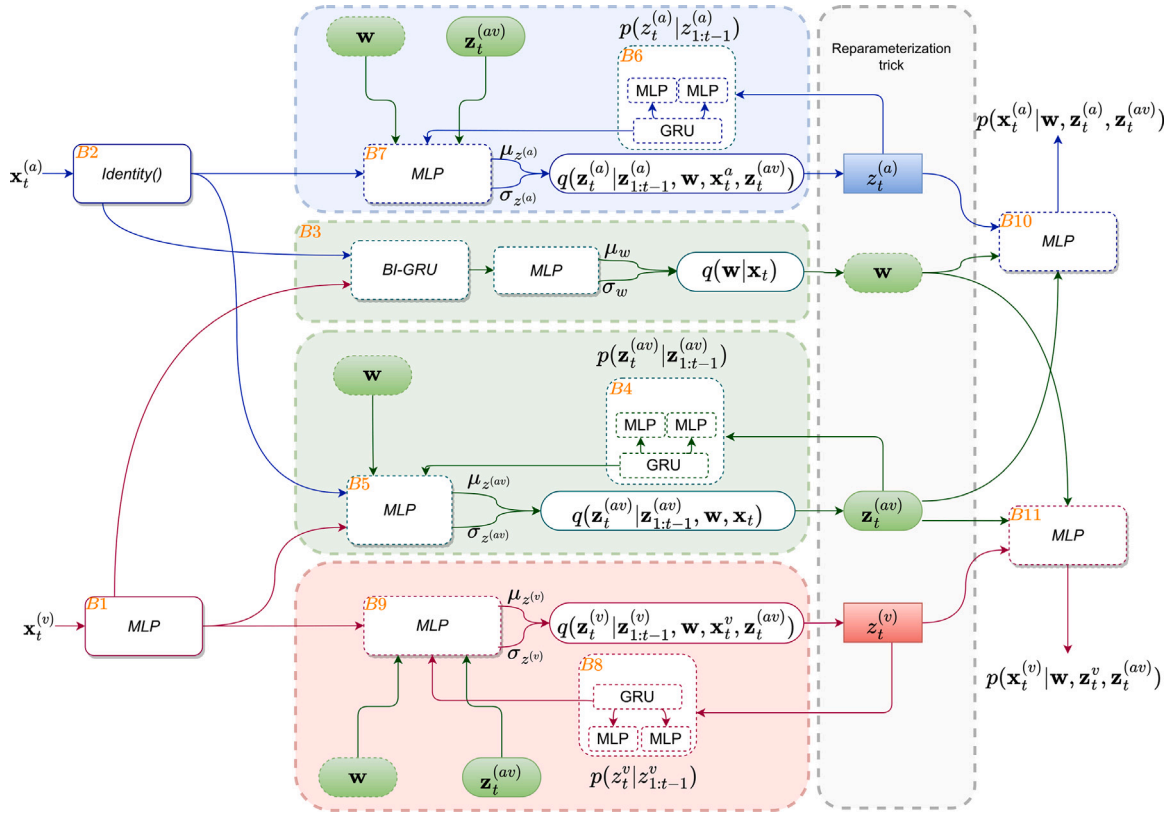 w
z_t^{(av)}
p(z_t^{(a)}|z_{1:t-1}^{(a)})
B6
MLP
MLP
GRU
Reparameterization
trick
x_t^{(a)}
B2
Identity()
B7
MLP
μ_{z^{(a)}}
σ_{z^{(a)}}
q(z_t^{(a)}|z_{1:t-1}^{(a)}, w, x_t^a, z_t^{(av)})
z_t^{(a)}
p(x_t^{(a)}|w, z_t^{(a)}, z_t^{(av)})
B10
MLP
B3
BI-GRU
MLP
μ_w
σ_w
q(w|x_t)
w
w
p(z_t^{(av)}|z_{1:t-1}^{(av)})
B4
MLP
MLP
GRU
B5
MLP
μ_{z^{(av)}}
σ_{z^{(av)}}
q(z_t^{(av)}|z_{1:t-1}^{(av)}, w, x_t)
z_t^{(av)}
B11
MLP
x_t^{(v)}
B1
MLP
B9
MLP
μ_{z^{(v)}}
σ_{z^{(v)}}
q(z_t^{(v)}|z_{1:t-1}^{(v)}, w, x_t^v, z_t^{(av)})
z_t^{(v)}
p(x_t^{(v)}|w, z_t^v, z_t^{(av)})
B8
GRU
MLP
MLP
w
z_t^{(av)}
p(z_t^v|z_{1:t-1}^v)